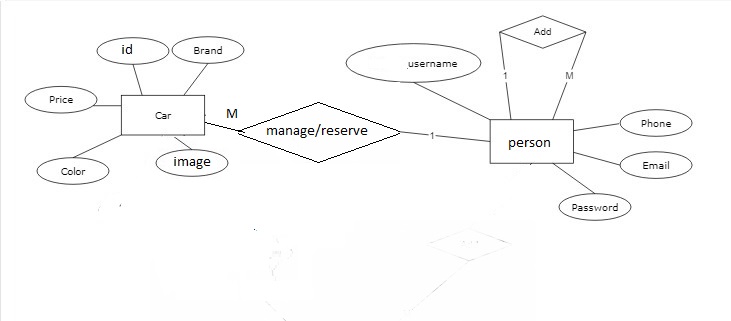 Add
id
Brand
username
1
M
Price
Car
M
manage/reserve
1
person
Phone
image
Email
Color
Password